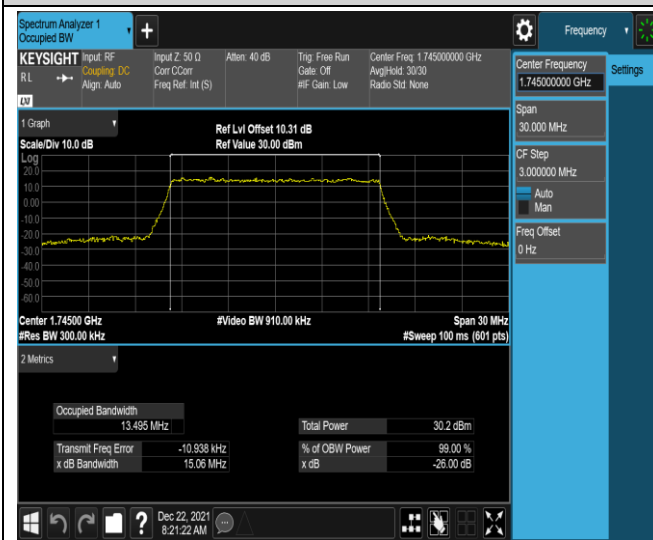 Spectrum Analyzer 1
Occupied BW
Frequency
KEYSIGHT
RL
LXI
Input: RF
Coupling: DC
Align: Auto
Input Z: 50 Ω
Corr CCorr
Freq Ref: Int (S)
Atten: 40 dB
Trig: Free Run
Gate: Off
#IF Gain: Low
Center Freq: 1.745000000 GHz
Avg|Hold: 30/30
Radio Std: None
Center Frequency
1.745000000 GHz
Settings
Span
30.000 MHz
CF Step
3.000000 MHz
Auto
Man
Freq Offset
0 Hz
1 Graph
Scale/Div 10.0 dB
Ref Lvl Offset 10.31 dB
Ref Value 30.00 dBm
Log
20.0
10.0
0.00
-10.0
-20.0
-30.0
-50.0
-60.0
Center 1.74500 GHz
#Video BW 910.00 kHz
Span 30 MHz
#Res BW 300.00 kHz
#Sweep 100 ms (601 pts)
2 Metrics
Occupied Bandwidth
13.495 MHz
Total Power 30.2 dBm
Transmit Freq Error -10.938 kHz
% of OBW Power 99.00 %
x dB Bandwidth 15.06 MHz
x dB -26.00 dB
?
Dec 22, 2021
8:21:22 AM